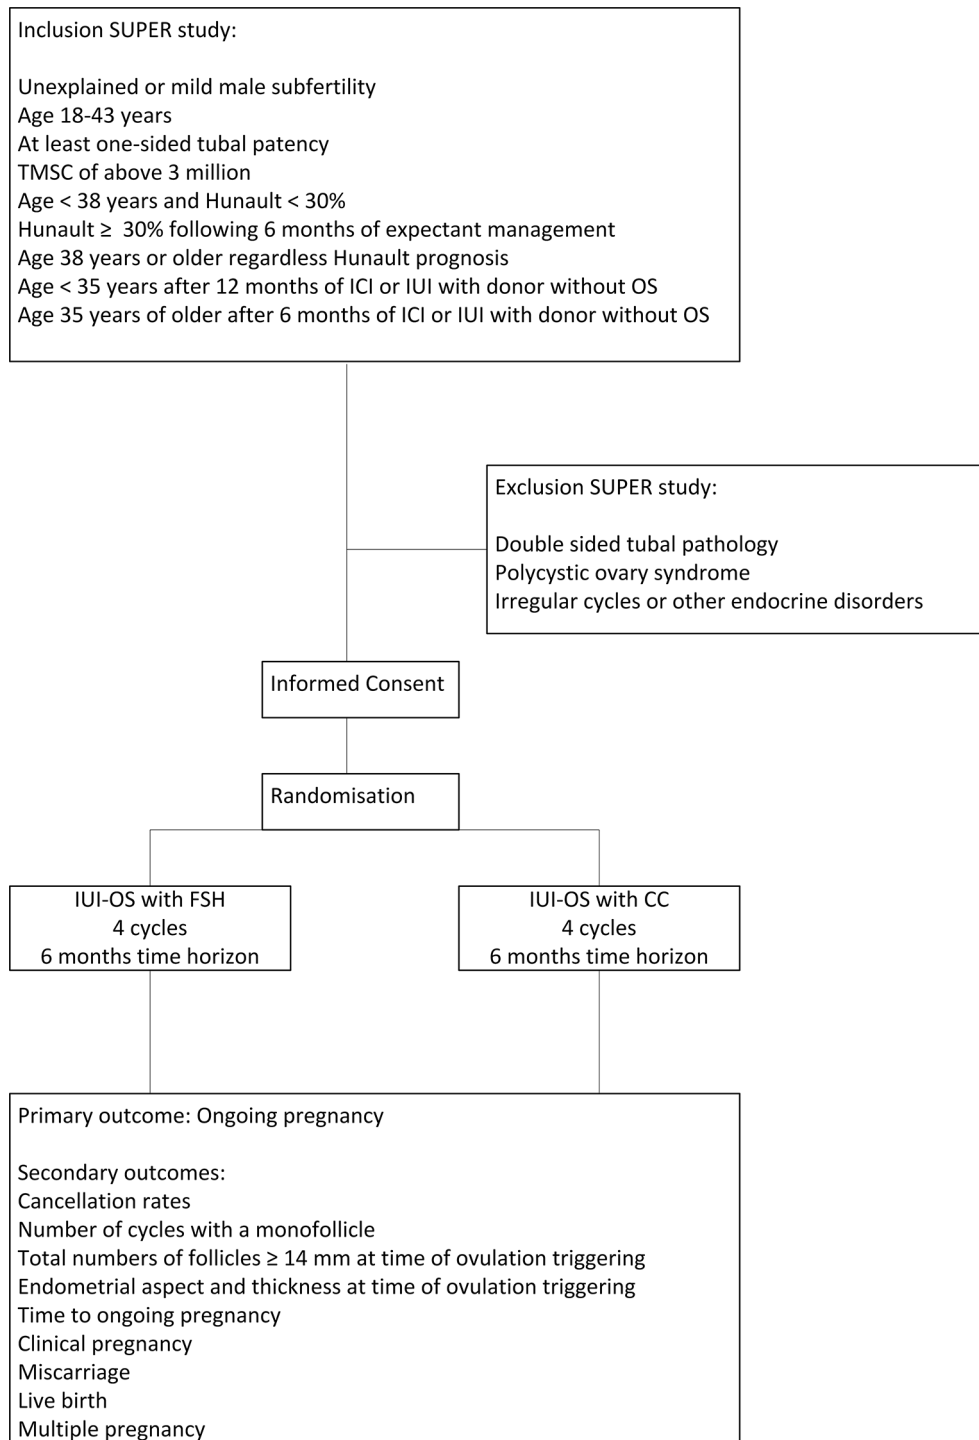 Inclusion SUPER study:
Unexplained or mild male subfertility
Age 18-43 years
At least one-sided tubal patency
TMSC of above 3 million
Age < 38 years and Hunault < 30%
Hunault ≥  30% following 6 months of expectant management
Age 38 years or older regardless Hunault prognosis
Age < 35 years after 12 months of ICI or IUI with donor without OS
Age 35 years of older after 6 months of ICI or IUI with donor without OS
Exclusion SUPER study:
Double sided tubal pathology
Polycystic ovary syndrome
Irregular cycles or other endocrine disorders
Informed Consent
Randomisation
IUI-OS with FSH
4 cycles
6 months time horizon
IUI-OS with CC
4 cycles
6 months time horizon
Primary outcome: Ongoing pregnancy
Secondary outcomes:
Cancellation rates
Number of cycles with a monofollicle
Total numbers of follicles ≥ 14 mm at time of ovulation triggering
Endometrial aspect and thickness at time of ovulation triggering
Time to ongoing pregnancy
Clinical pregnancy
Miscarriage
Live birth
Multiple pregnancy